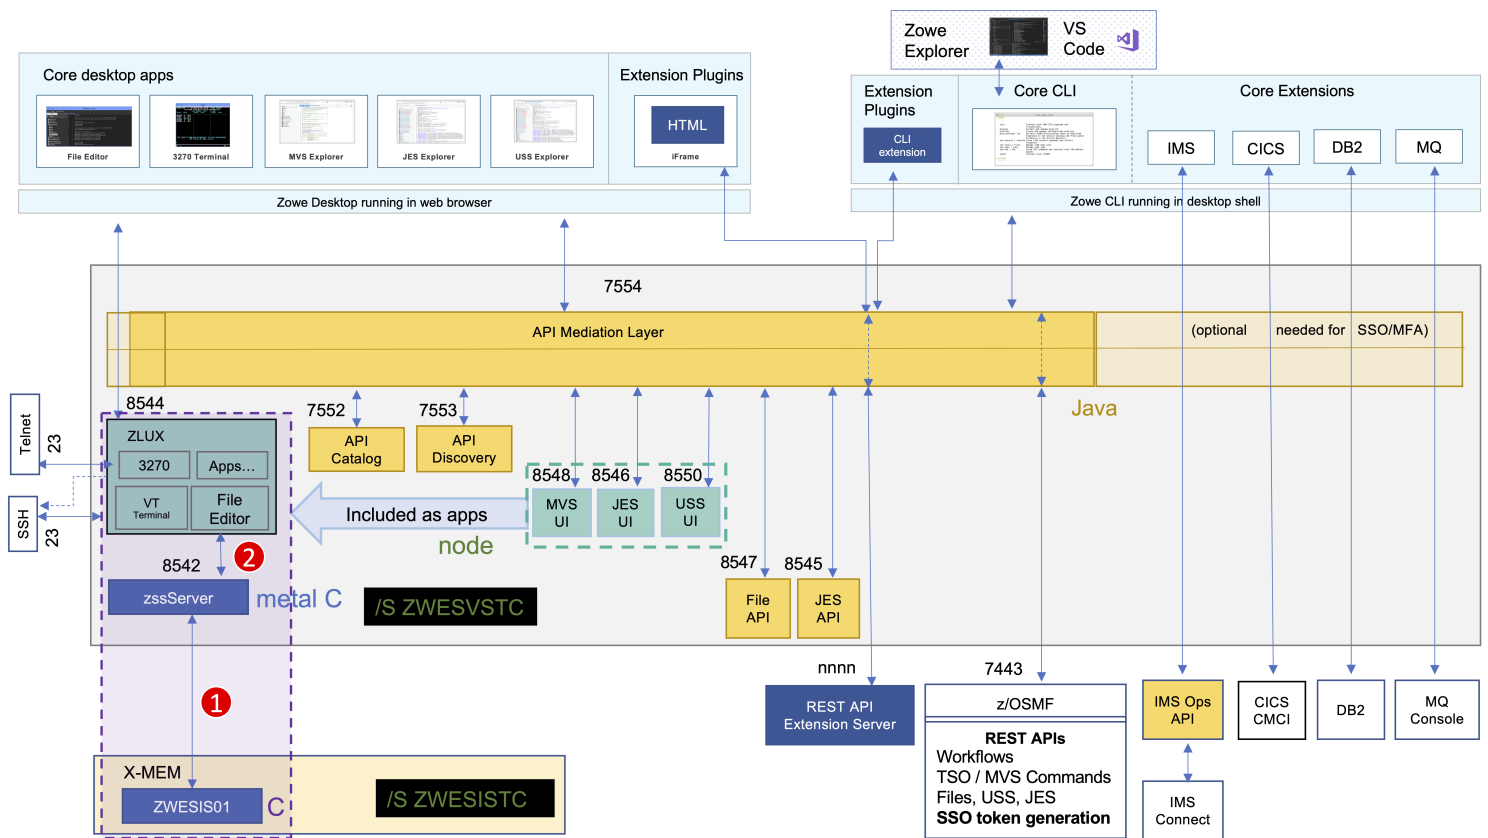 Zowe
Explorer
VS
Code
Core desktop apps
Extension Plugins
File Editor
3270 Terminal
MVS Explorer
JES Explorer
USS Explorer
HTML
iFrame
Zowe Desktop running in web browser
Extension
Plugins
CLI
extension
Core CLI
Core Extensions
IMS
CICS
DB2
MQ
Zowe CLI running in desktop shell
7554
API Mediation Layer
(optional needed for SSO/MFA)
Java
Telnet
23
SSH
23
8544
ZLUX
3270
Apps...
VT
Terminal
File
Editor
7552
API
Catalog
7553
API
Discovery
8548
MVS
UI
8546
JES
UI
8550
USS
UI
Included as apps
node
2
8542
zssServer
metal C
/S ZWESVSTC
8547
File
API
8545
JES
API
1
X-MEM
ZWESIS01
C
/S ZWESISTC
nnnn
REST API
Extension Server
7443
z/OSMF
REST APIs
Workflows
TSO / MVS Commands
Files, USS, JES
SSO token generation
IMS Ops
API
IMS
Connect
CICS
CMCI
DB2
MQ
Console